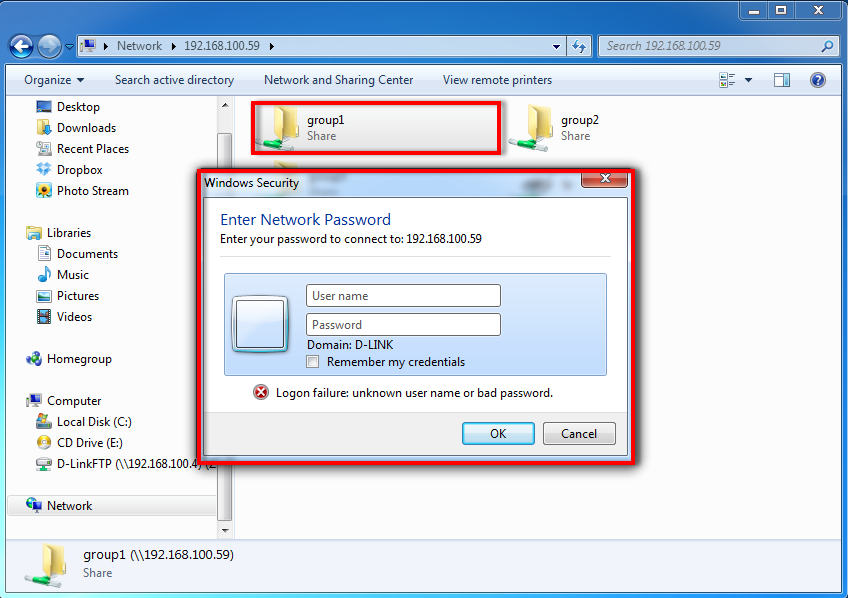 Network 192.168.100.59
Search 192.168.100.59
Organize Search active directory Network and Sharing Center View remote printers
Desktop
Downloads
Recent Places
Dropbox
Photo Stream
Libraries
Documents
Music
Pictures
Videos
Homegroup
Computer
Local Disk (C:)
CD Drive (E:)
D-LinkFTP (\\192.168.100.4) (Z
Network
group1
Share
group2
Share
Windows Security
Enter Network Password
Enter your password to connect to: 192.168.100.59
User name
Password
Domain: D-LINK
Remember my credentials
Logon failure: unknown user name or bad password.
OK Cancel
group1 (\\192.168.100.59)
Share